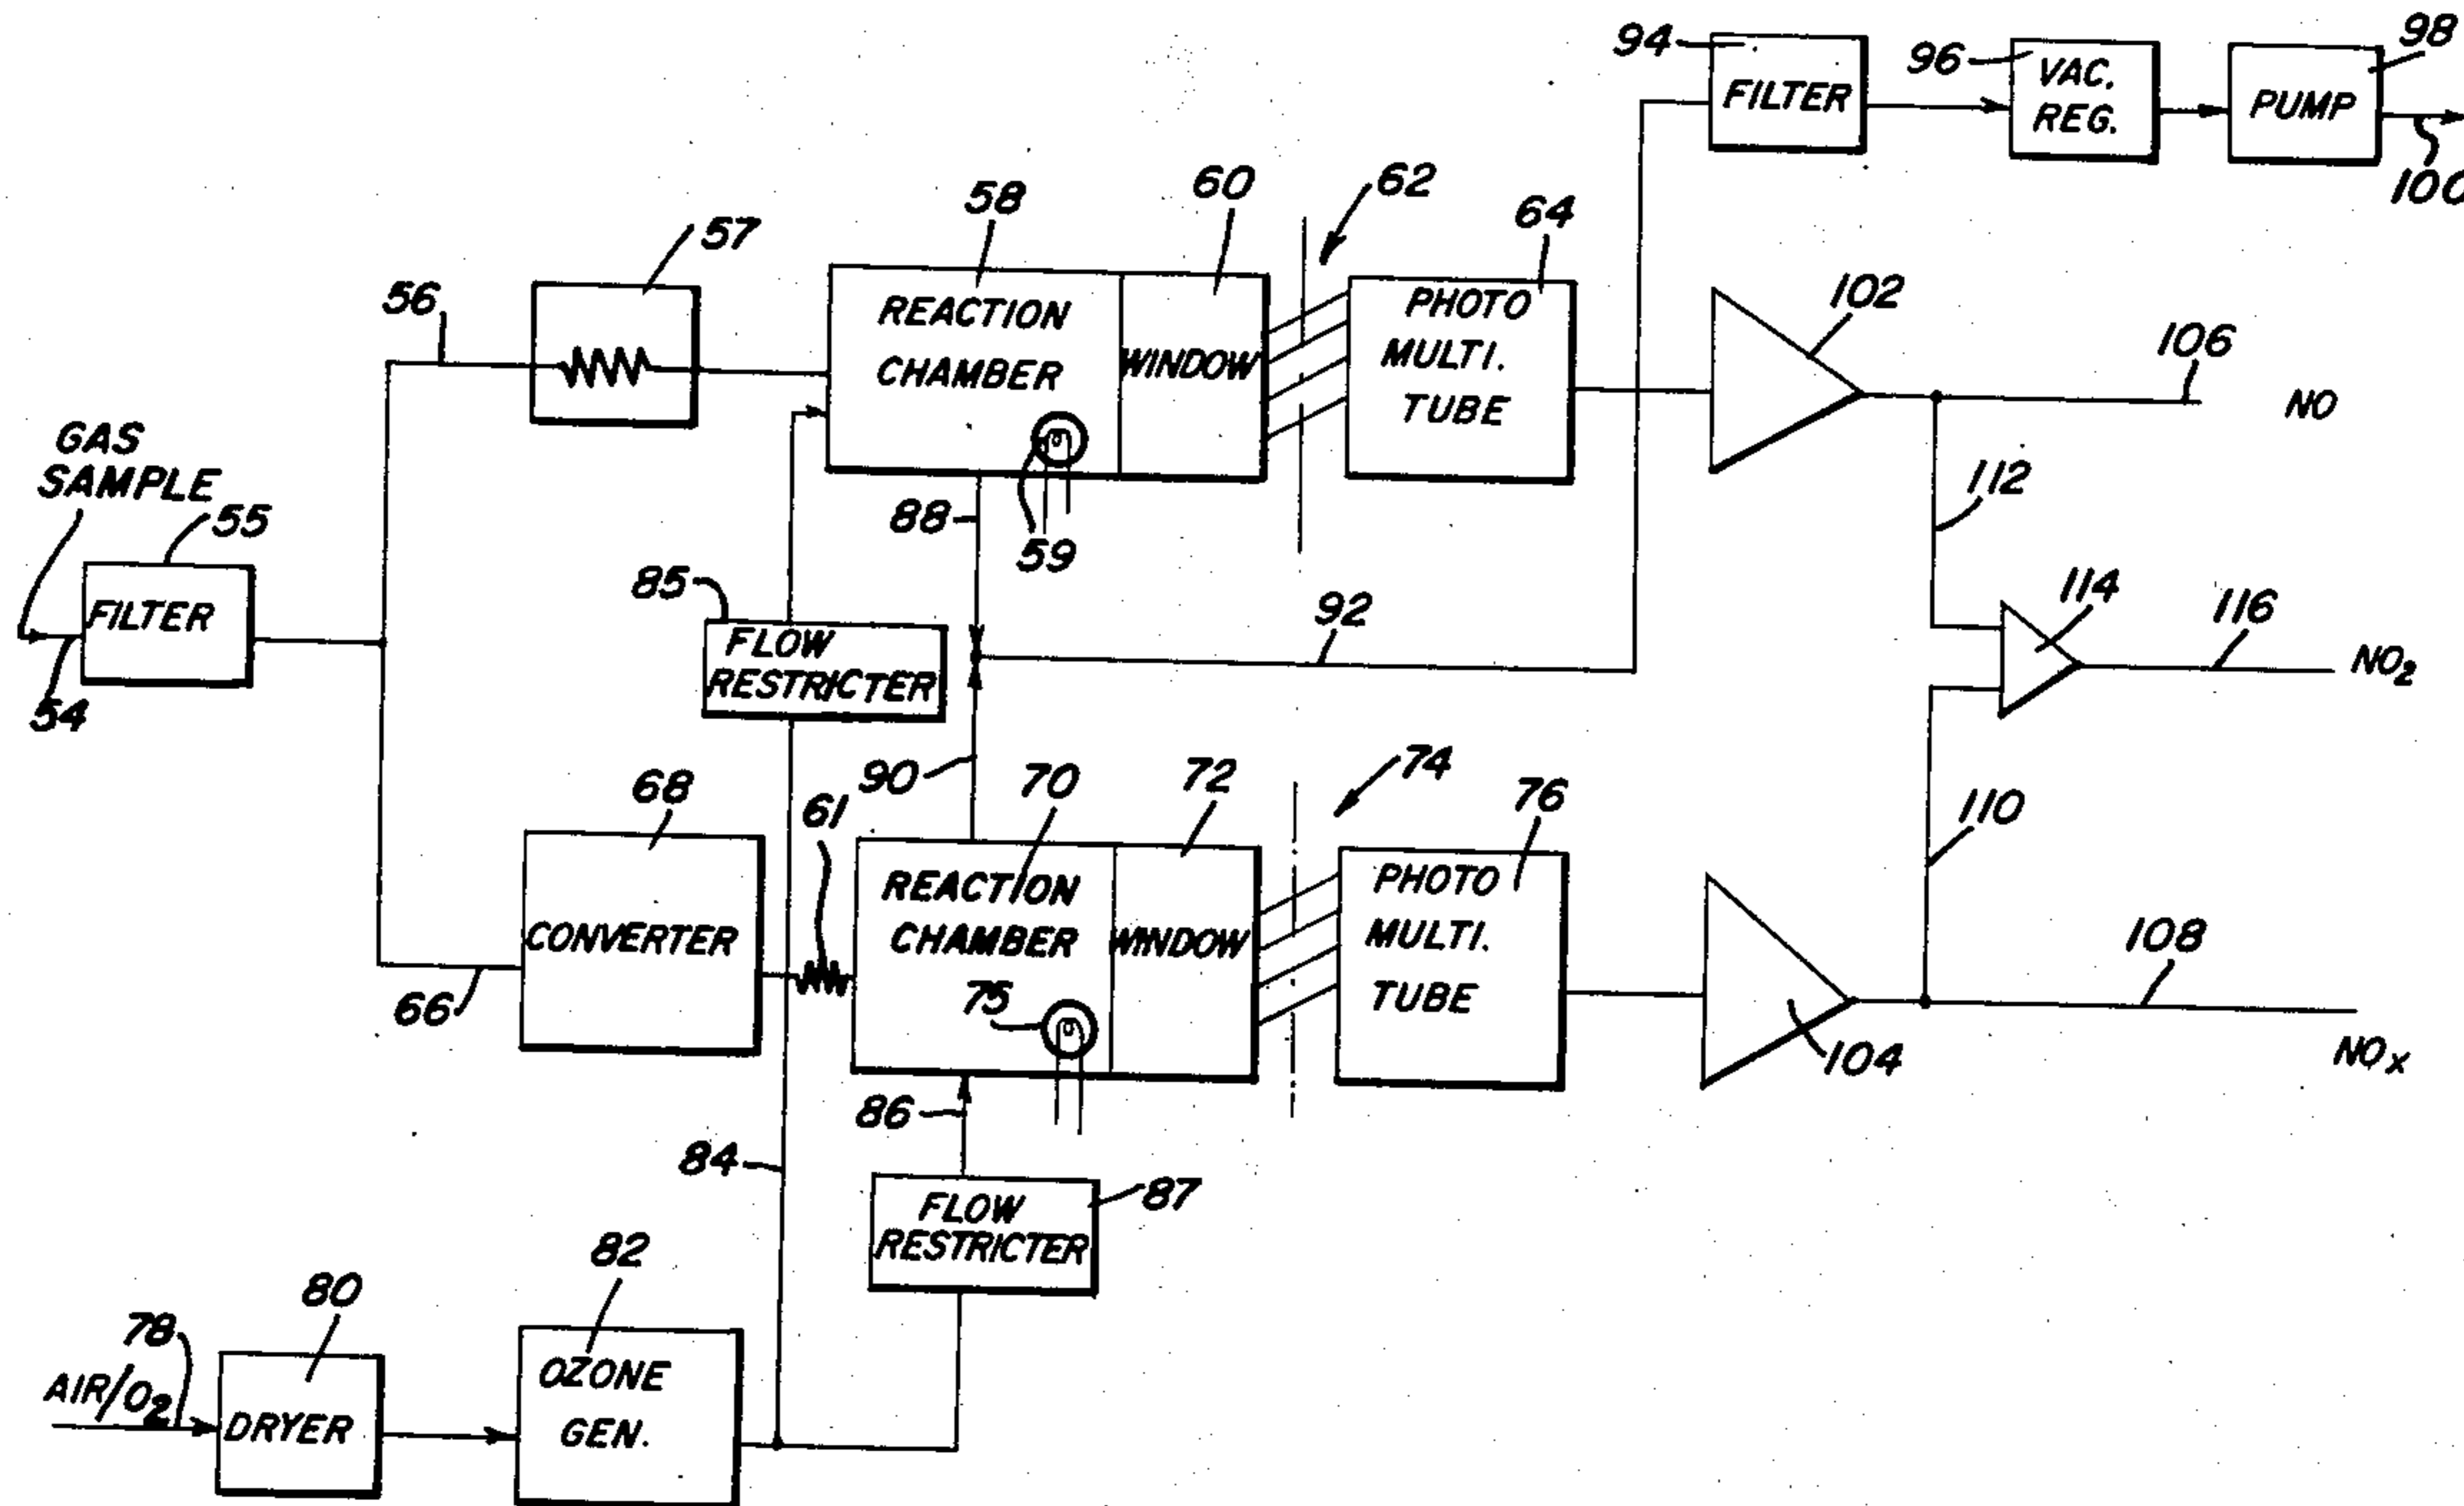 94
FILTER
96
VAC.
REG.
98
PUMP
100
57
58
60
62
64
56
REACTION
CHAMBER
WINDOW
PHOTO
MULTI.
TUBE
102
106
NO
GAS
SAMPLE
55
FILTER
54
88
59
112
85
FLOW
RESTRICTER
92
114
116
NO2
90
68
61
70
72
74
76
110
CONVERTER
66
REACTION
CHAMBER
75
WINDOW
PHOTO
MULTI.
TUBE
104
108
NOx
86
84
FLOW
RESTRICTER
87
78
AIR/O2
80
DRYER
82
OZONE
GEN.